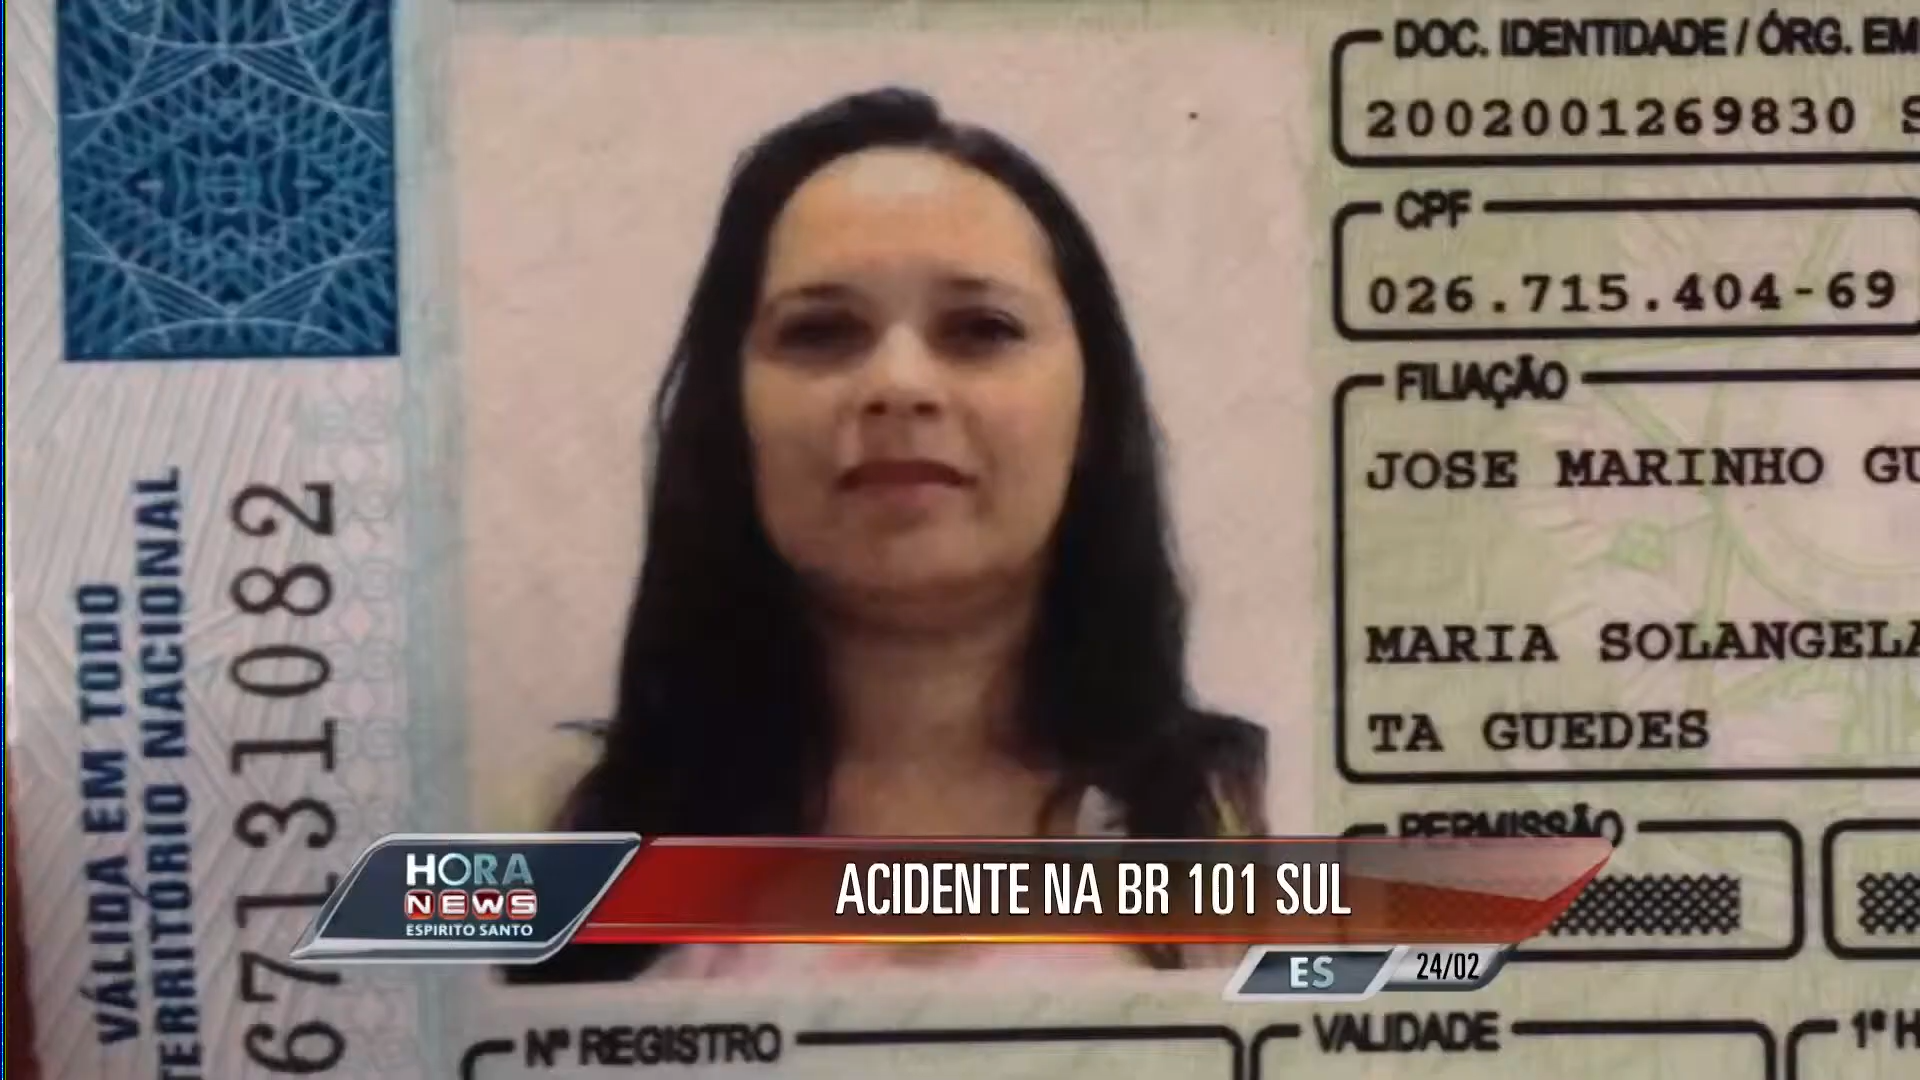 DOC. IDENTIDADE / ÓRG. EM
2002001269830 S
CPF
026.715.404-69
FILIAÇÃO
JOSE MARINHO GU
MARIA SOLANGELA
TA GUEDES
PERMISSÃO
VÁLIDA EM TODO
TERRITÓRIO NACIONAL
67131082
HORA
NEWS
ESPIRITO SANTO
ACIDENTE NA BR 101 SUL
ES
24/02
Nº REGISTRO
VALIDADE
1ª H